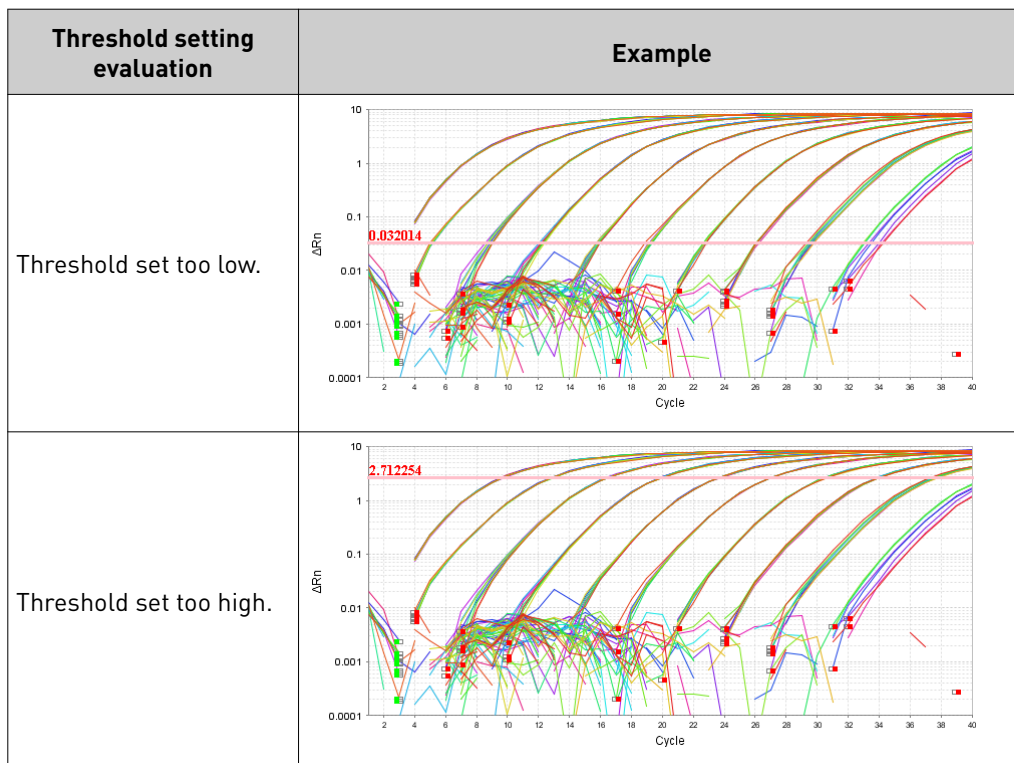 Threshold setting
evaluation
Example
Threshold set too low.
10
1
0.1
0.01
0.001
0.0001
ΔRn
0.032014
2 4 6 8 10 12 14 16 18 20 22 24 26 28 30 32 34 36 38 40
Cycle
Threshold set too high.
10
1
0.1
0.01
0.001
0.0001
ΔRn
2.712254
2 4 6 8 10 12 14 16 18 20 22 24 26 28 30 32 34 36 38 40
Cycle